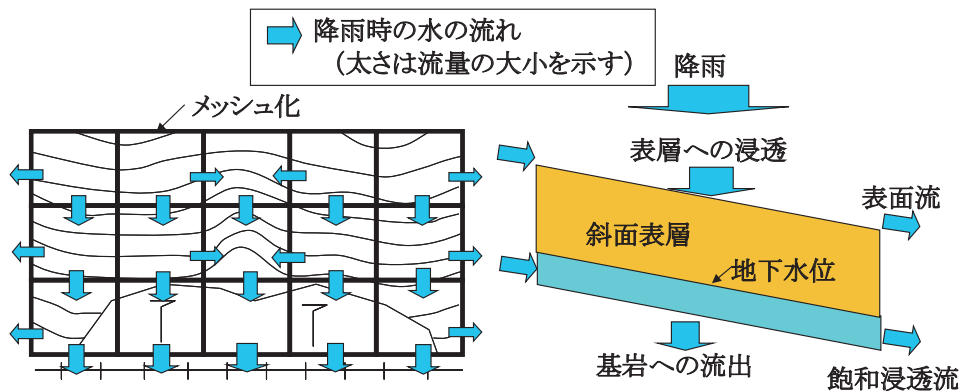 降雨時の水の流れ
（太さは流量の大小を示す）
メッシュ化
降雨
表層への浸透
表面流
斜面表層
地下水位
基岩への流出
飽和浸透流